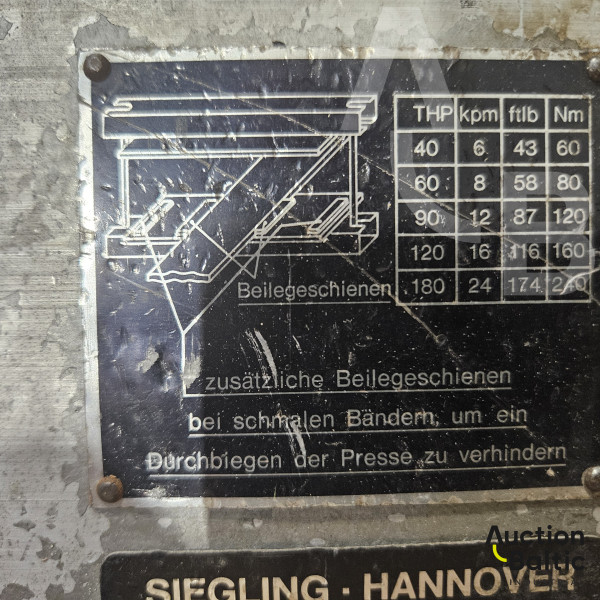 THP kpm ftlb Nm
40 6 43 60
60 8 58 80
90 12 87 120
120 16 116 160
180 24 174 240
Beilegeschienen
zusätzliche Beilegeschienen
bei schmalen Bändern, um ein
Durchbiegen der Presse zu verhindern
Auction
Baltic
SIEGLING · HANNOVER